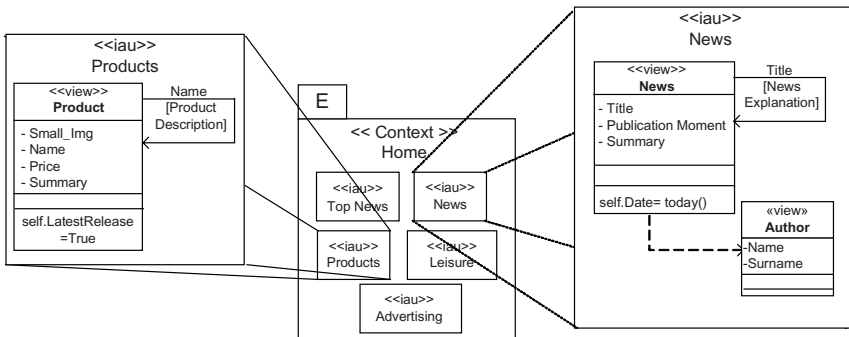 <<iau>>
Products
<<view>>
Product
- Small_Img
- Name
- Price
- Summary
self.LatestRelease
=True
Name
[Product
Description]
E
<< Context >>
Home
<<iau>>
Top News
<<iau>>
News
<<iau>>
Products
<<iau>>
Leisure
<<iau>>
Advertising
<<iau>>
News
<<view>>
News
- Title
- Publication Moment
- Summary
self.Date= today()
Title
[News
Explanation]
«view»
Author
-Name
-Surname